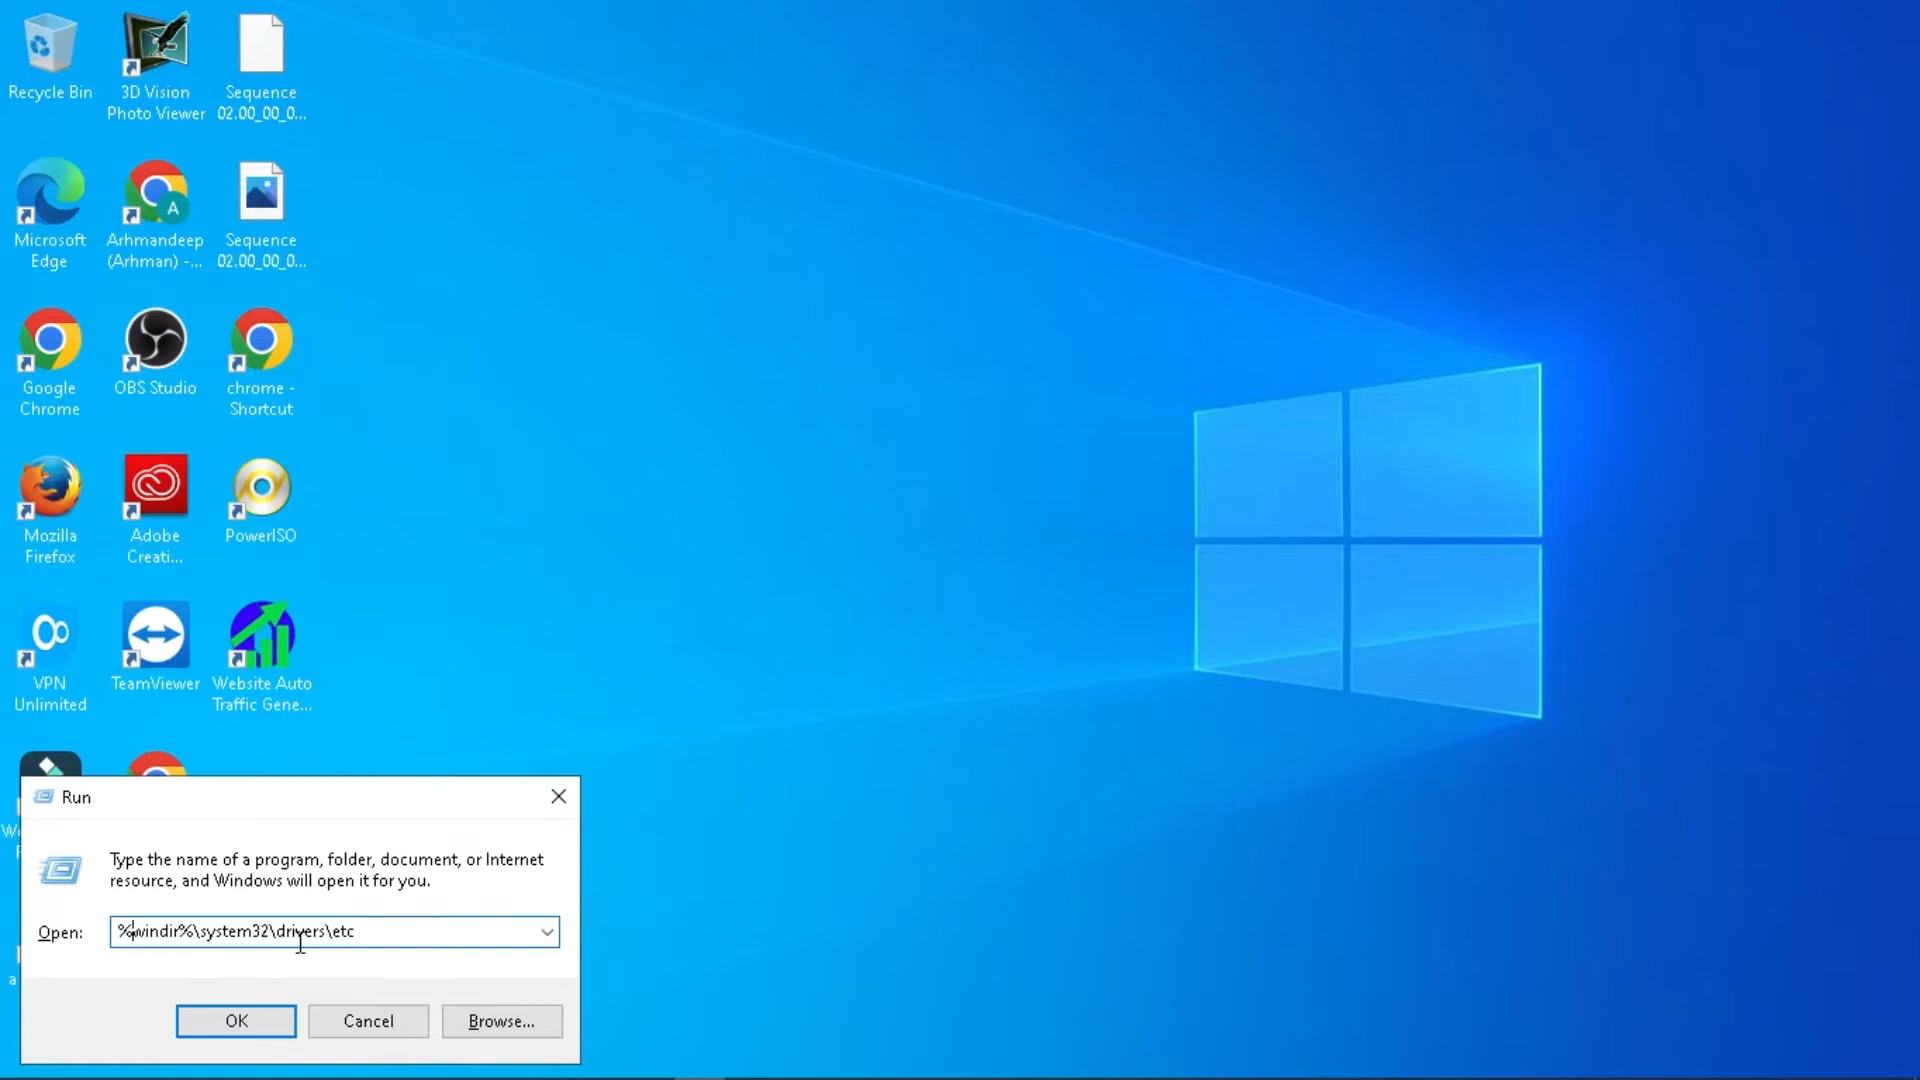 Recycle Bin
3D Vision
Photo Viewer
Sequence
02.00_00_0...
Microsoft
Edge
A
Arhmandeep
(Arhman) -...
Sequence
02.00_00_0...
Google
Chrome
OBS Studio
chrome -
Shortcut
Mozilla
Firefox
Adobe
Creati...
PowerISO
VPN
Unlimited
TeamViewer
Website Auto
Traffic Gene...
Run
Type the name of a program, folder, document, or Internet
resource, and Windows will open it for you.
Open:
%windir%\system32\drivers\etc
OK
Cancel
Browse...